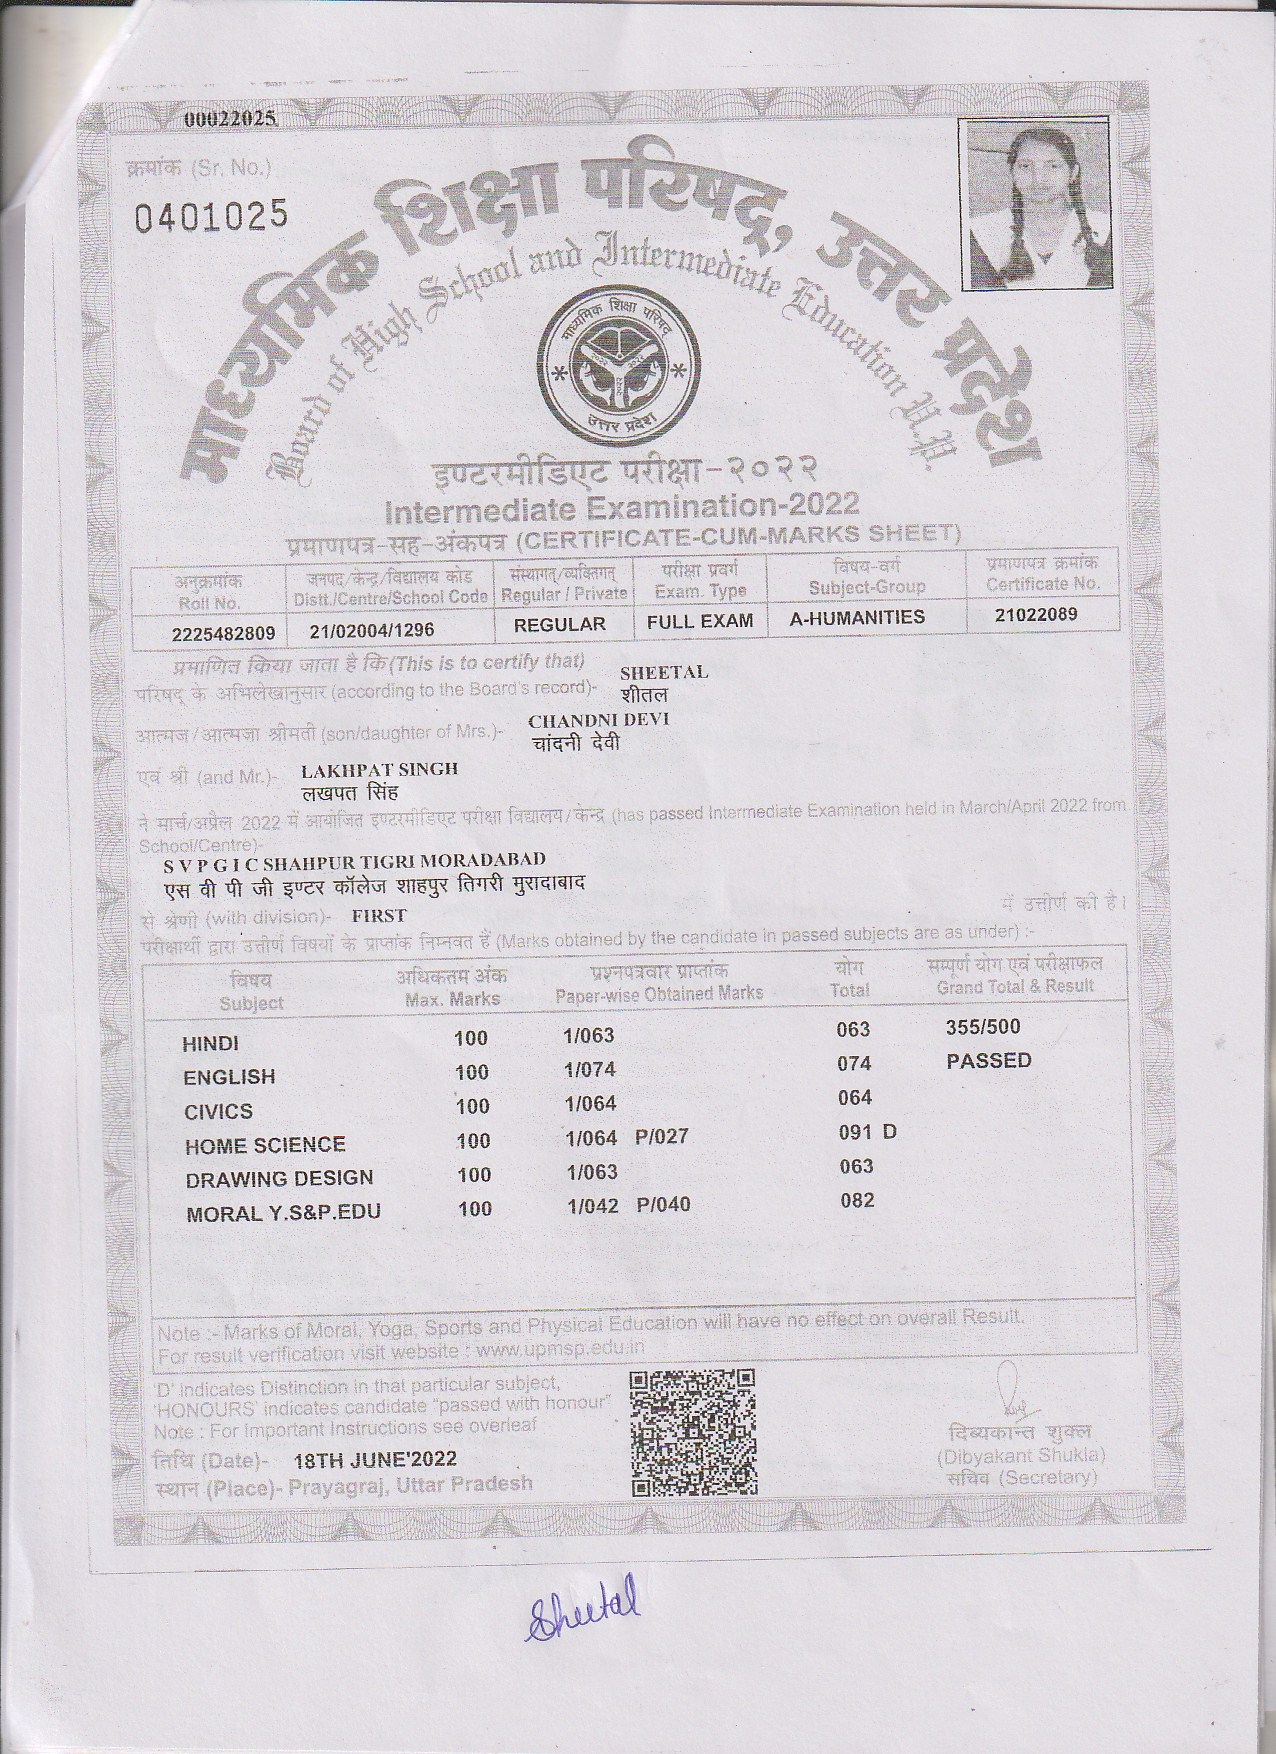 00022025
क्रमांक (Sr. No.)
0401025
माध्यमिक शिक्षा परिषद्, उत्तर प्रदेश
Board of High School and Intermediate Education U.P.
माध्यमिक शिक्षा परिषद्
उत्तर प्रदेश
इण्टरमीडिएट परीक्षा-२०२२
Intermediate Examination-2022
प्रमाणपत्र-सह-अंकपत्र (CERTIFICATE-CUM-MARKS SHEET)
अनुक्रमांक जनपद/केन्द्र/विद्यालय कोड संस्थागत/व्यक्तिगत परीक्षा प्रवर्ग विषय-वर्ग प्रमाणपत्र क्रमांक
Roll No. Distt./Centre/School Code Regular / Private Exam. Type Subject-Group Certificate No.
2225482809 21/02004/1296 REGULAR FULL EXAM A-HUMANITIES 21022089
प्रमाणित किया जाता है कि (This is to certify that)
SHEETAL
परिषद् के अभिलेखानुसार (according to the Board's record)- शीतल
CHANDNI DEVI
आत्मज/आत्मजा श्रीमती (son/daughter of Mrs.)- चांदनी देवी
एवं श्री (and Mr.)- LAKHPAT SINGH
लखपत सिंह
ने मार्च/अप्रैल 2022 में आयोजित इण्टरमीडिएट परीक्षा विद्यालय/केन्द्र (has passed Intermediate Examination held in March/April 2022 from
School/Centre)-
S V P G I C SHAHPUR TIGRI MORADABAD
एस वी पी जी इण्टर कॉलेज शाहपुर तिगरी मुरादाबाद
से श्रेणी (with division)- FIRST में उत्तीर्ण की है।
परीक्षार्थी द्वारा उत्तीर्ण विषयों के प्राप्तांक निम्नवत हैं (Marks obtained by the candidate in passed subjects are as under) :-
विषय अधिकतम अंक प्रश्नपत्रवार प्राप्तांक योग सम्पूर्ण योग एवं परीक्षाफल
Subject Max. Marks Paper-wise Obtained Marks Total Grand Total & Result
HINDI 100 1/063 063 355/500
ENGLISH 100 1/074 074 PASSED
CIVICS 100 1/064 064
HOME SCIENCE 100 1/064 P/027 091 D
DRAWING DESIGN 100 1/063 063
MORAL Y.S&P.EDU 100 1/042 P/040 082
Note :- Marks of Moral, Yoga, Sports and Physical Education will have no effect on overall Result.
For result verification visit website : www.upmsp.edu.in
'D' indicates Distinction in that particular subject,
'HONOURS' indicates candidate "passed with honour"
Note : For Important Instructions see overleaf
तिथि (Date)- 18TH JUNE'2022
स्थान (Place)- Prayagraj, Uttar Pradesh
दिब्यकान्त शुक्ल
(Dibyakant Shukla)
सचिव (Secretary)
Sheetal